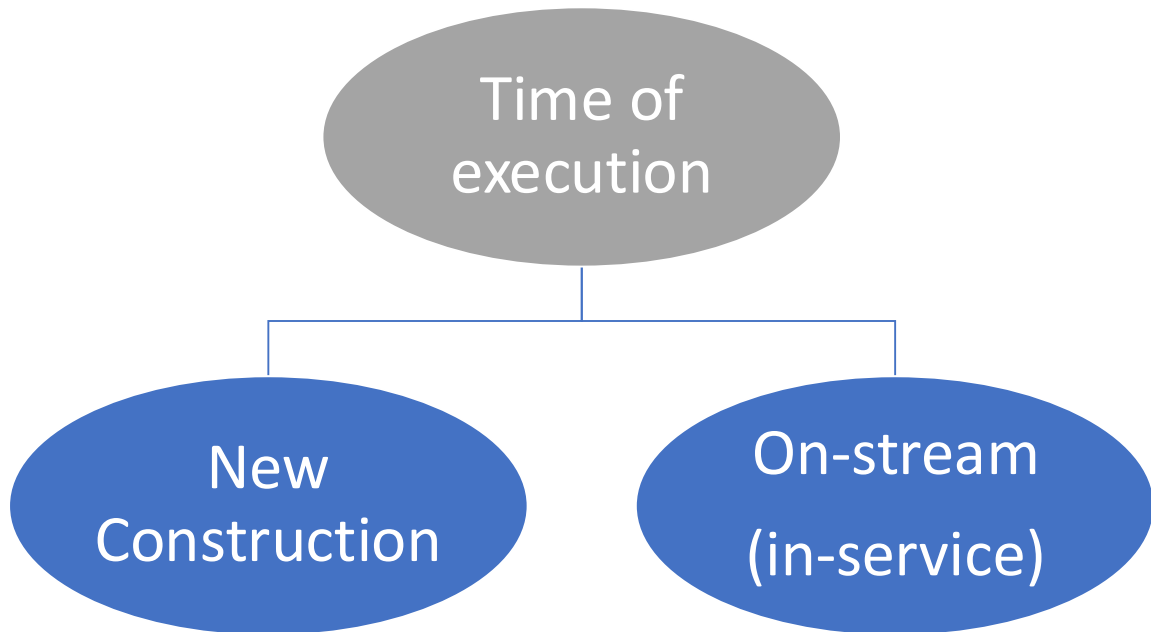 Time of
execution
New
Construction
On-stream
(in-service)